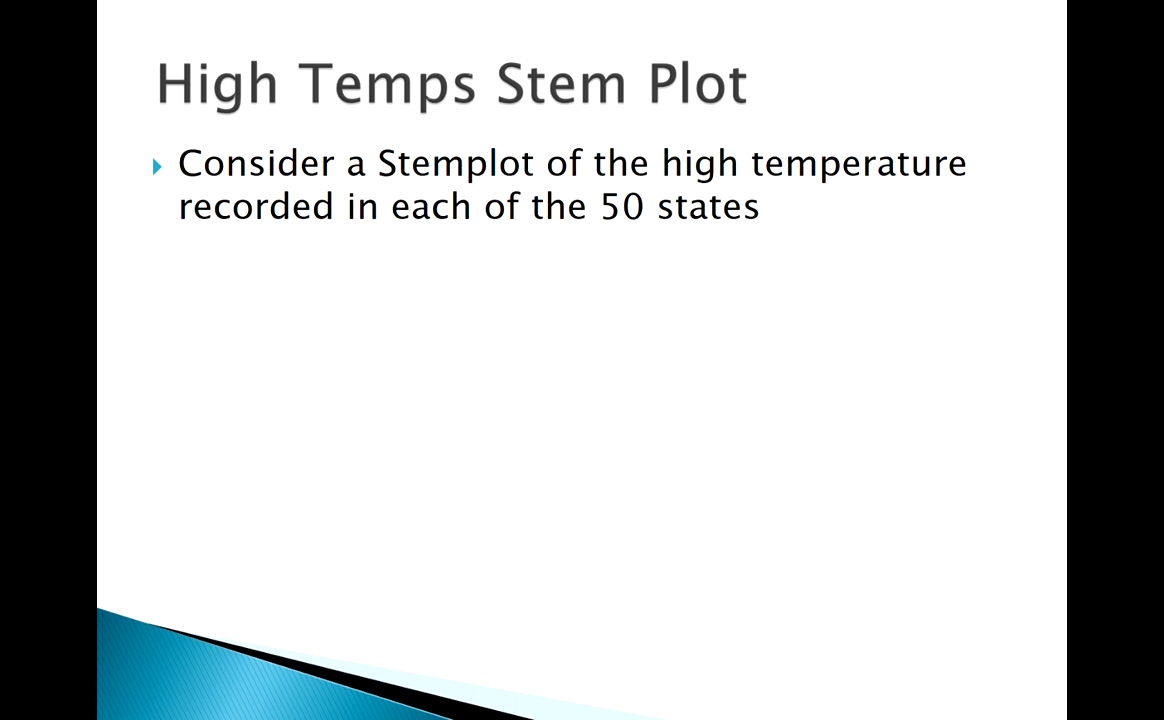 High Temps Stem Plot
Consider a Stemplot of the high temperature
recorded in each of the 50 states